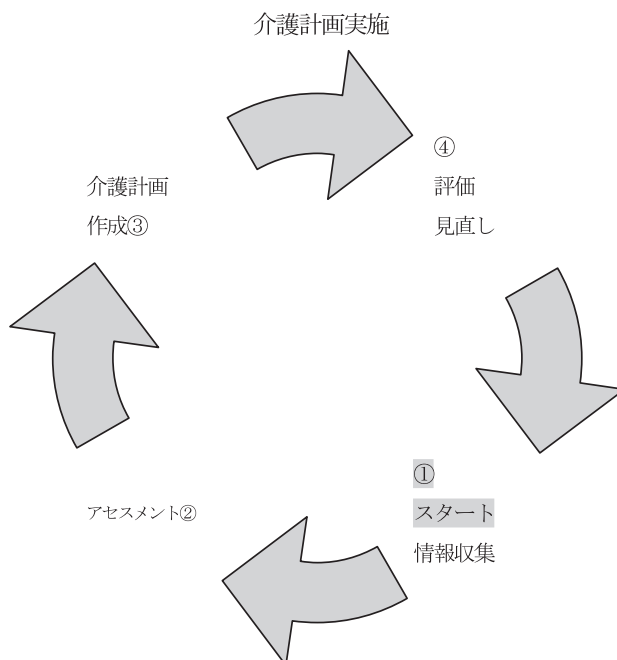 介護計画実施
④
評価
見直し
介護計画
作成③
①
スタート
情報収集
アセスメント②